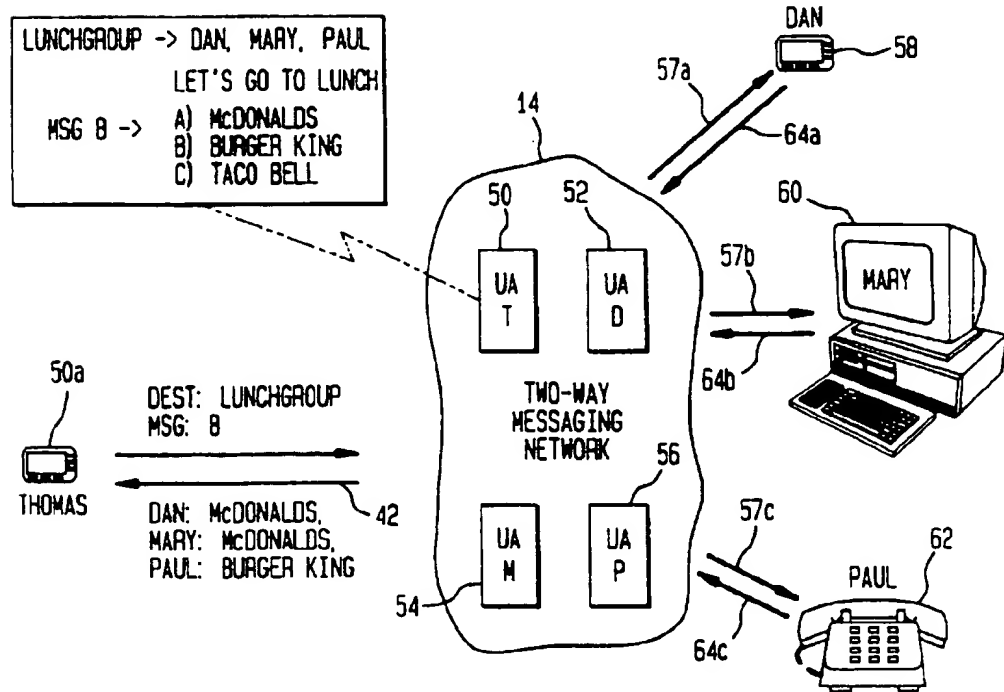 LUNCHGROUP -> DAN, MARY, PAUL
LET'S GO TO LUNCH
MSG 8 -> A) McDONALDS
B) BURGER KING
C) TACO BELL
DAN
58
57a
64a
14
50
52
60
UA
T
UA
D
57b
MARY
64b
50a
DEST: LUNCHGROUP
MSG: 8
TWO-WAY
MESSAGING
NETWORK
THOMAS
42
DAN: McDONALDS,
MARY: McDONALDS,
PAUL: BURGER KING
56
UA
M
54
UA
P
57c
PAUL
62
64c